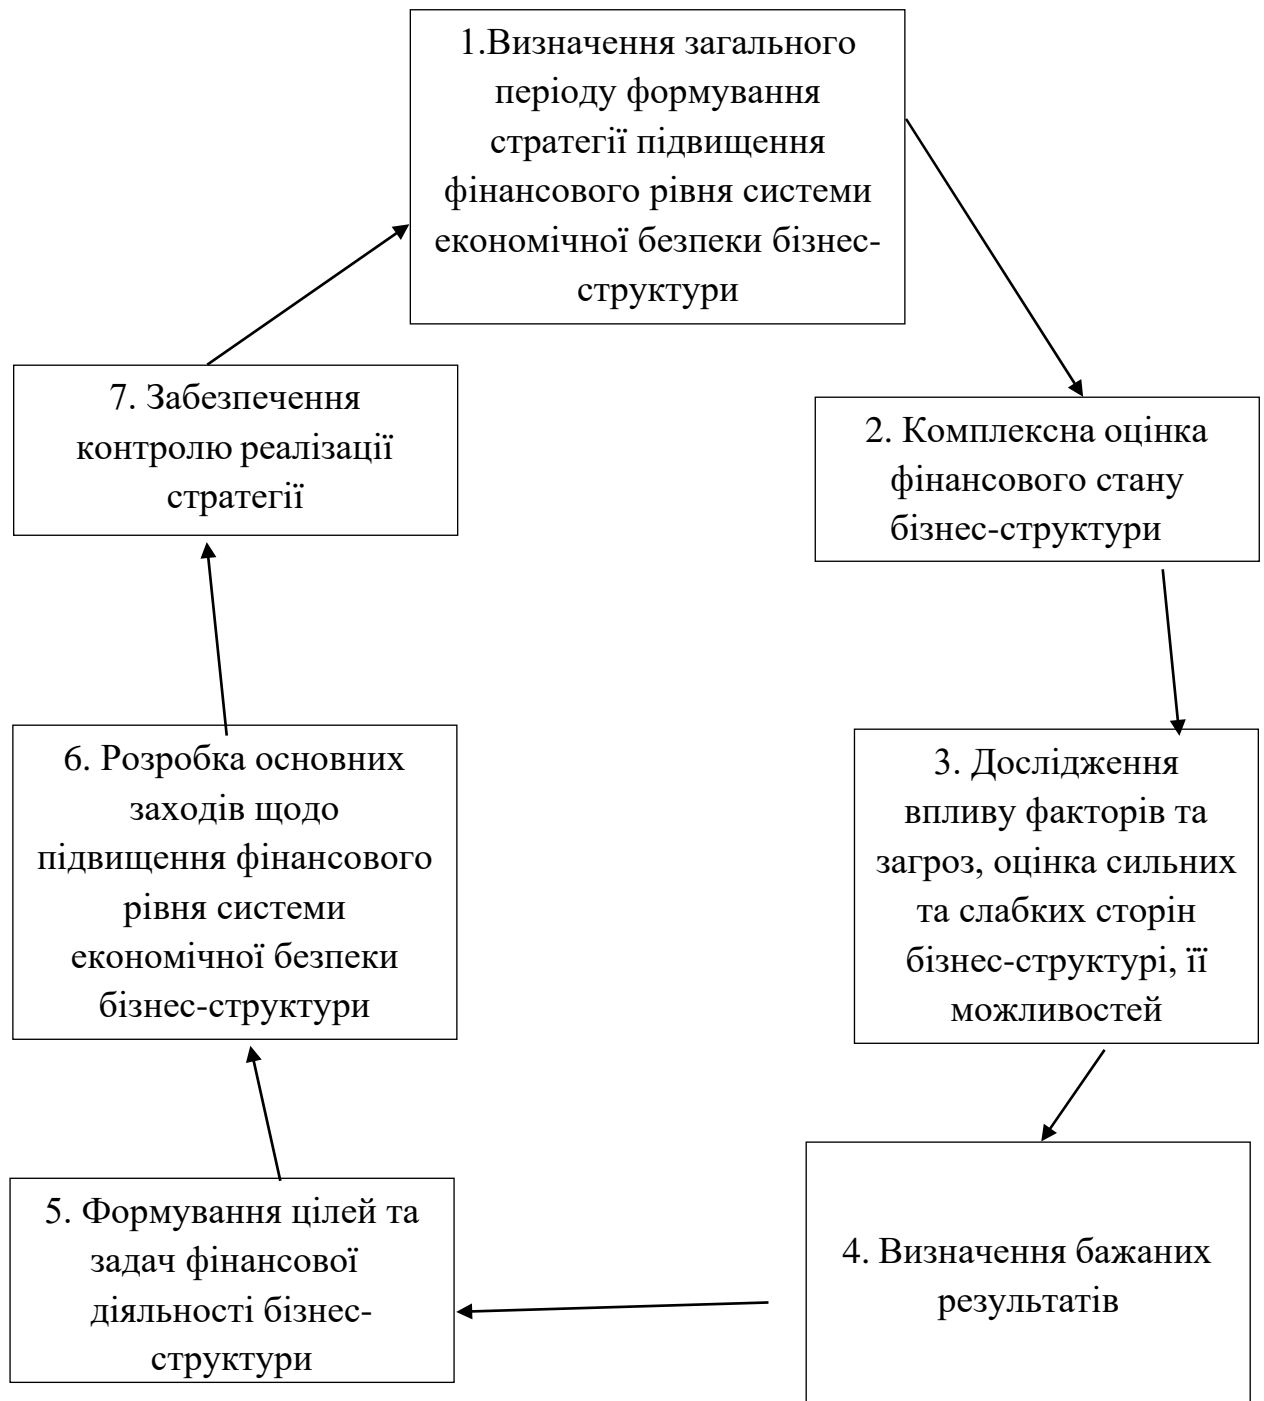 1.Визначення загального
періоду формування
стратегії підвищення
фінансового рівня системи
економічної безпеки бізнес-
структури
2. Комплексна оцінка
фінансового стану
бізнес-структури
3. Дослідження
впливу факторів та
загроз, оцінка сильних
та слабких сторін
бізнес-структурі, її
можливостей
4. Визначення бажаних
результатів
5. Формування цілей та
задач фінансової
діяльності бізнес-
структури
6. Розробка основних
заходів щодо
підвищення фінансового
рівня системи
економічної безпеки
бізнес-структури
7. Забезпечення
контролю реалізації
стратегії